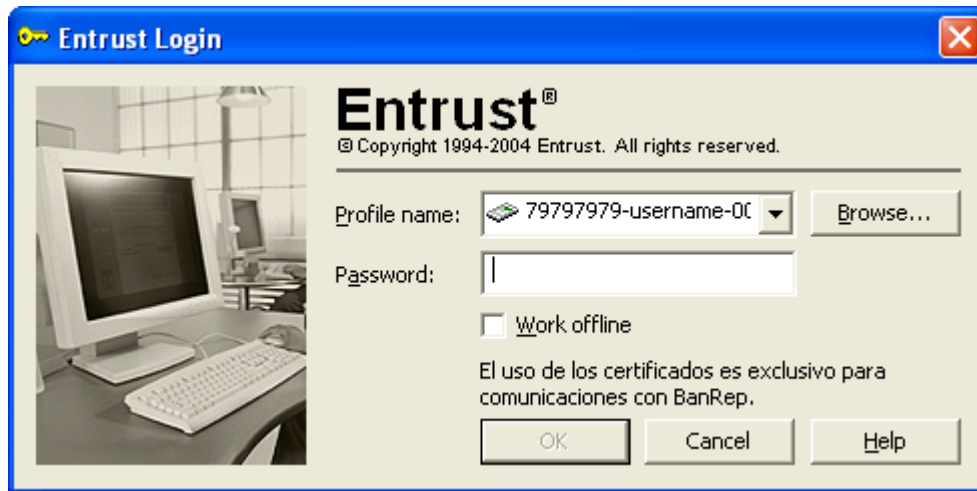 Entrust Login
Entrust®
© Copyright 1994-2004 Entrust. All rights reserved.
Profile name: 79797979-username-00 Browse...
Password:
Work offline
El uso de los certificados es exclusivo para
comunicaciones con BanRep.
OK Cancel Help